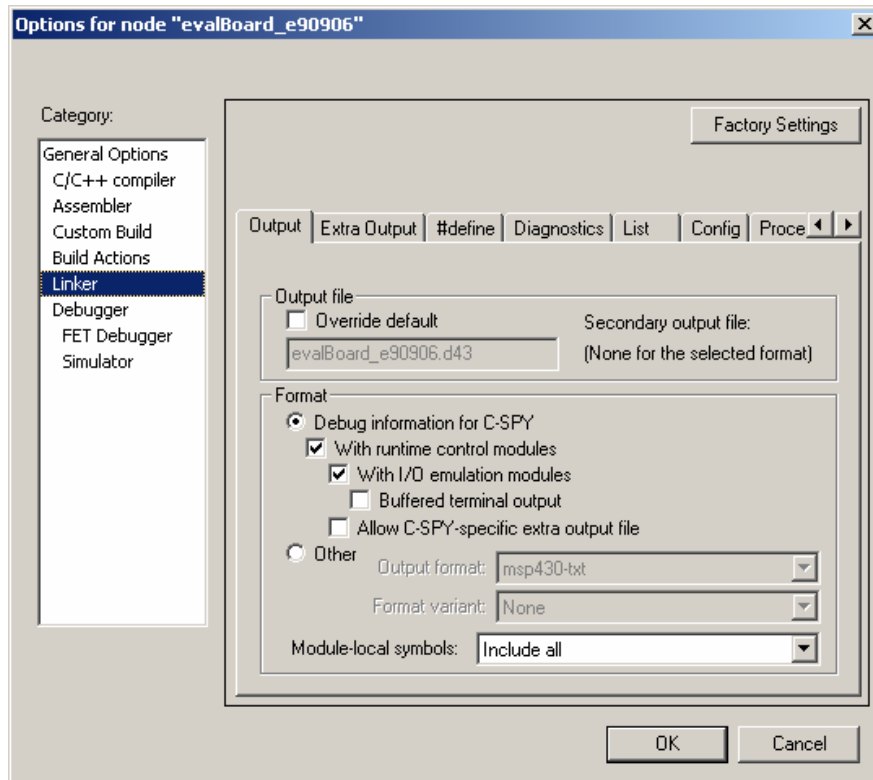 Options for node "evalBoard_e90906"
Category:
General Options
C/C++ compiler
Assembler
Custom Build
Build Actions
Linker
Debugger
FET Debugger
Simulator
Factory Settings
Output
Extra Output
#define
Diagnostics
List
Config
Proce
Output file
Override default
evalBoard_e90906.d43
Secondary output file:
(None for the selected format)
Format
Debug information for C-SPY
With runtime control modules
With I/O emulation modules
Buffered terminal output
Allow C-SPY-specific extra output file
Other
Output format: msp430-txt
Format variant: None
Module-local symbols: Include all
OK
Cancel